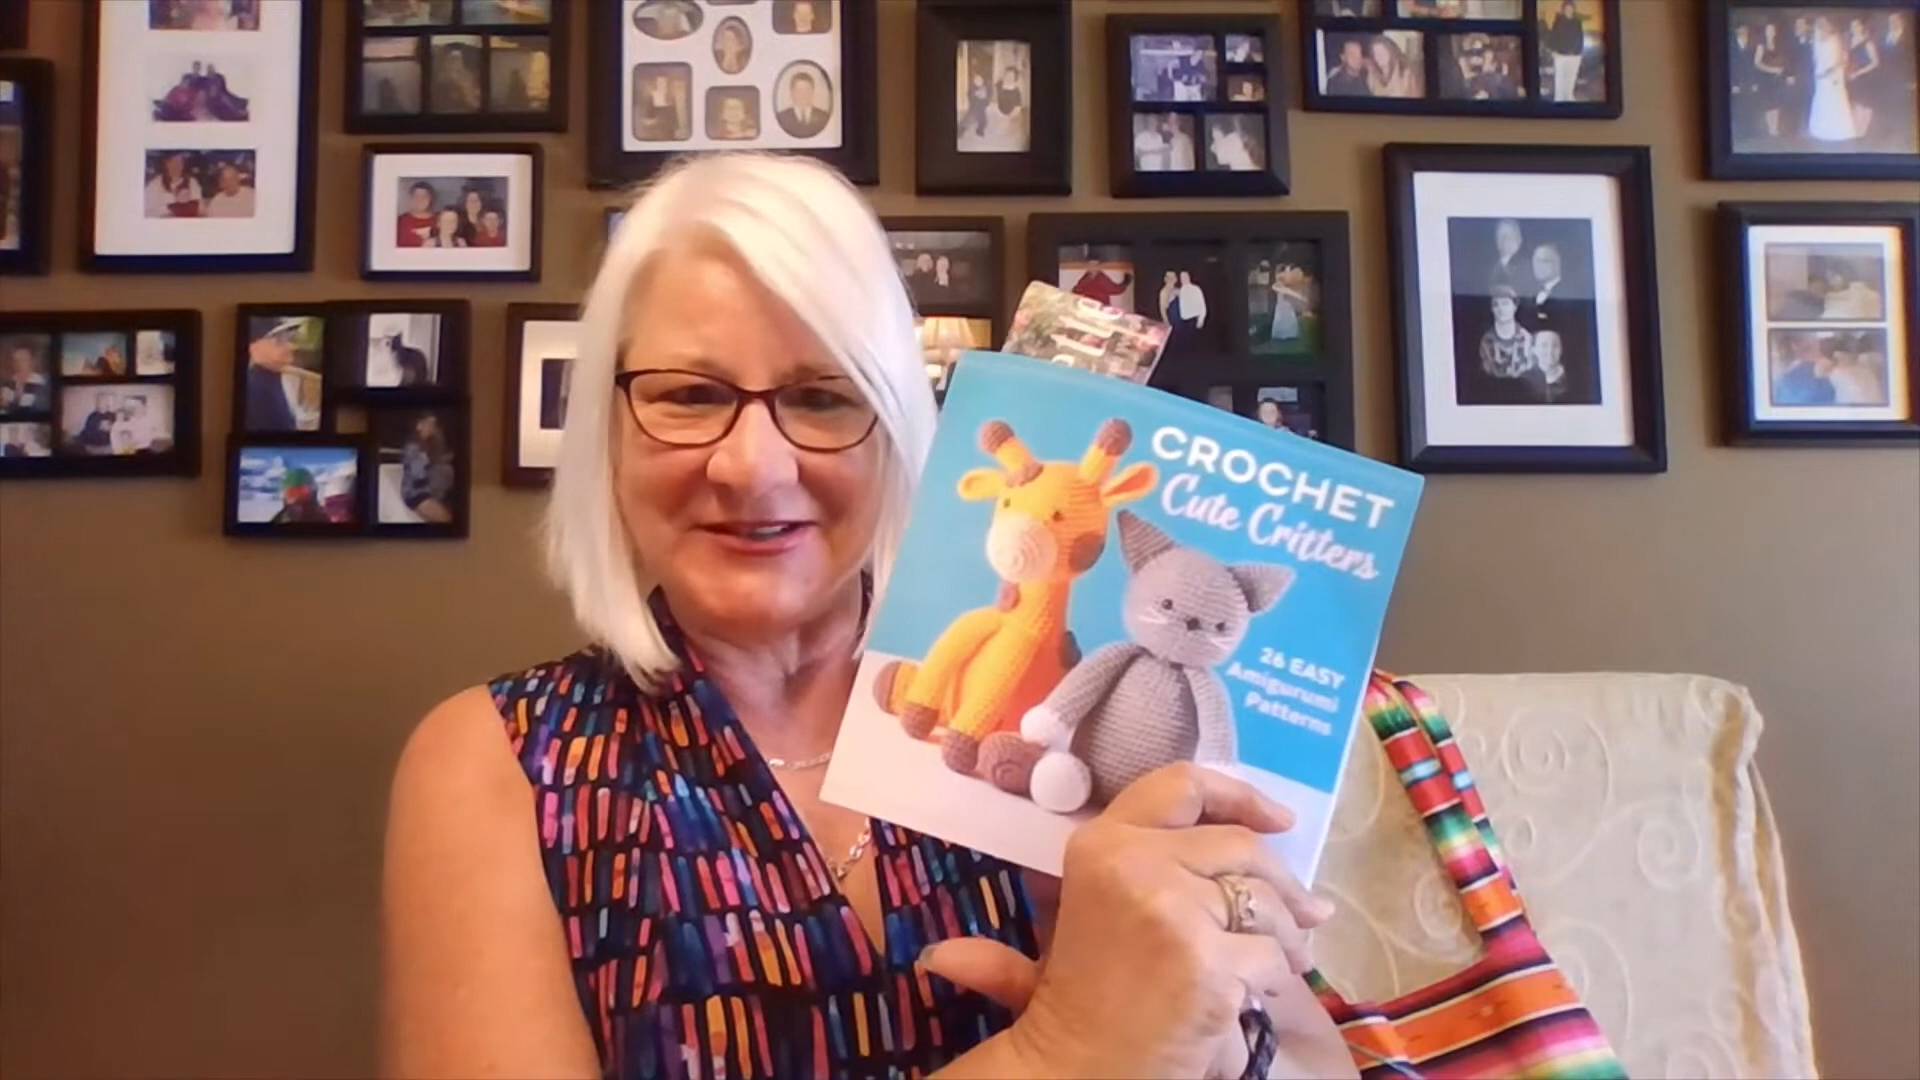 CROCHET
Cute Critters
26 EASY
Amigurumi
Patterns